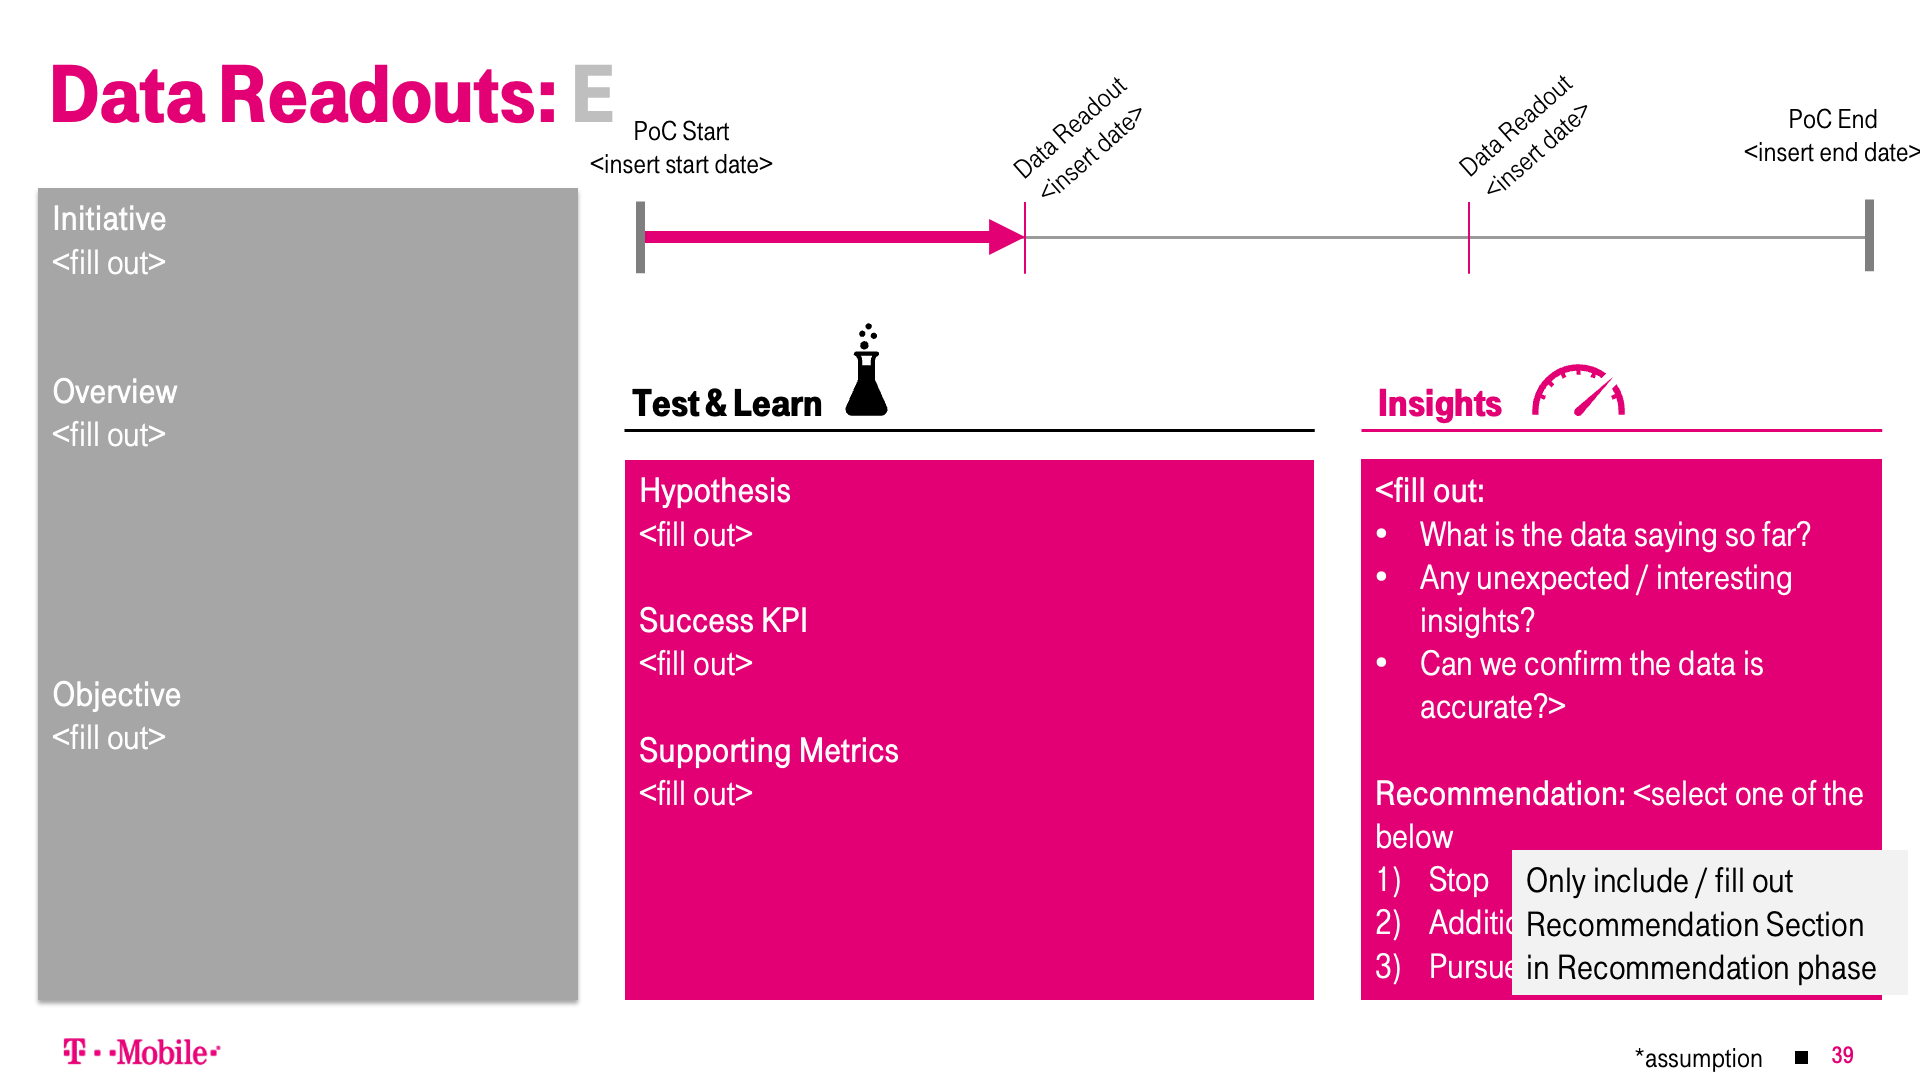 Data Readouts: E
PoC Start
<insert start date>
Data Readout
<insert date>
Data Readout
<insert date>
PoC End
<insert end date>
Initiative
<fill out>
Overview
<fill out>
Objective
<fill out>
Test & Learn
Hypothesis
<fill out>
Success KPI
<fill out>
Supporting Metrics
<fill out>
Insights
<fill out:
• What is the data saying so far?
• Any unexpected / interesting
insights?
• Can we confirm the data is
accurate?>
Recommendation: <select one of the
below
1) Stop
2)
3) Pursue
Only include / fill out
Recommendation Section
in Recommendation phase
T··Mobile·
*assumption
39